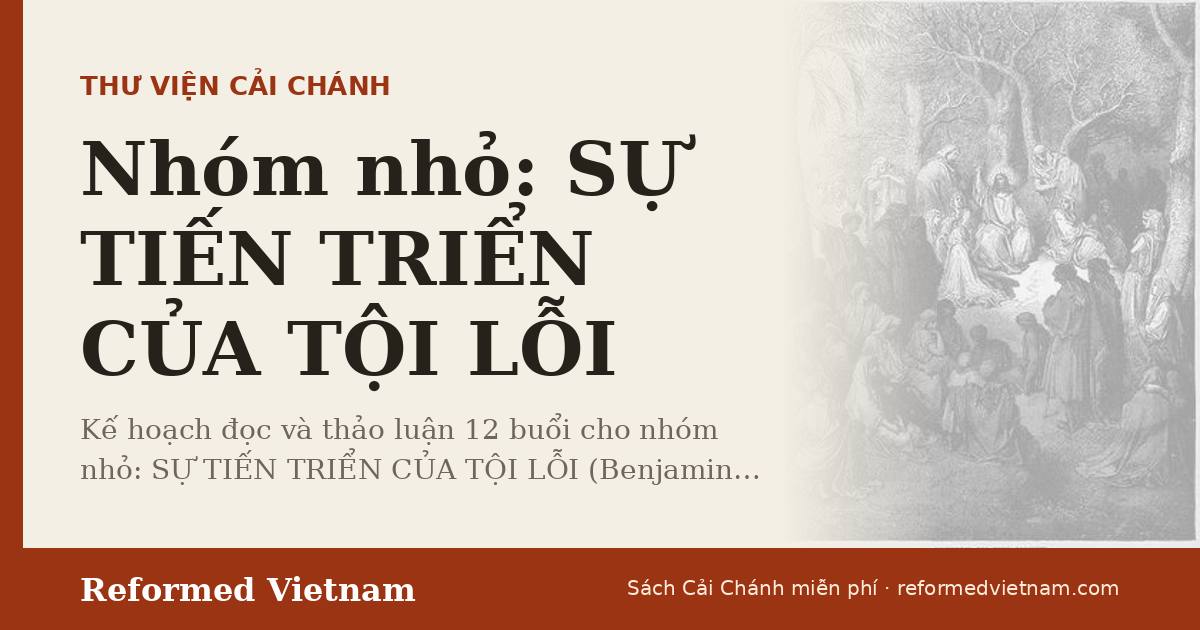 THƯ VIỆN CẢI CHÁNH
Nhóm nhỏ: SỰ
TIẾN TRIỂN
CỦA TỘI LỖI
Kế hoạch đọc và thảo luận 12 buổi cho nhóm
nhỏ: SỰ TIẾN TRIỂN CỦA TỘI LỖI (Benjamin...
Reformed Vietnam
Sách Cải Chánh miễn phí · reformedvietnam.com